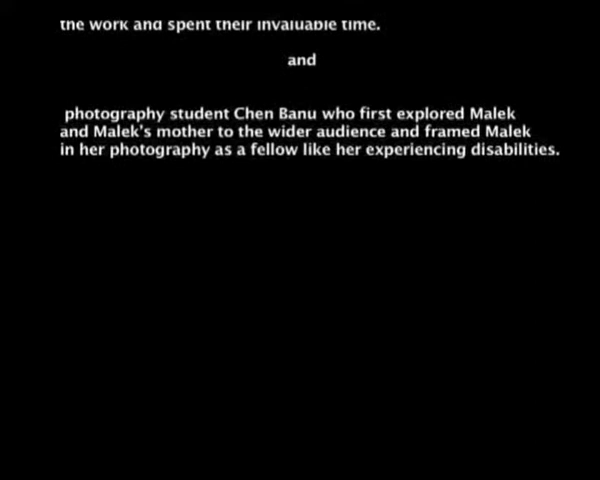 the work and spent their invaluable time.
and
photography student Chen Banu who first explored Malek
and Malek's mother to the wider audience and framed Malek
in her photography as a fellow like her experiencing disabilities.